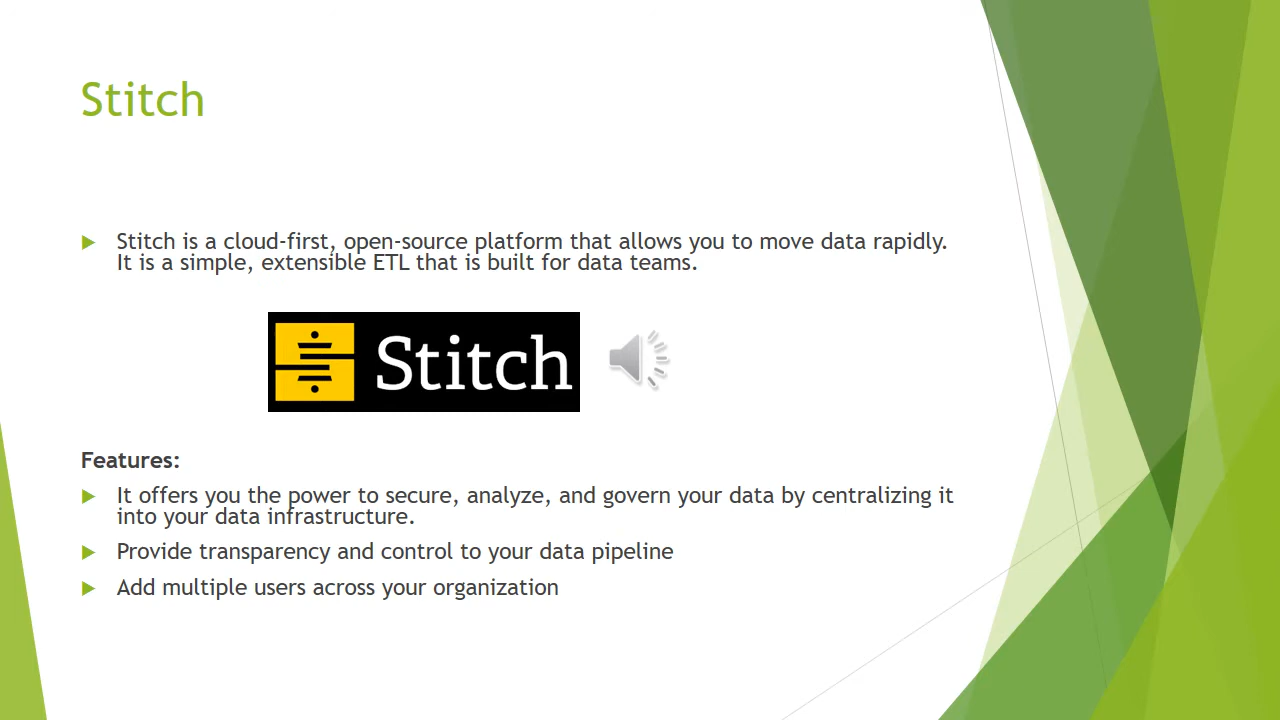 Stitch
Stitch is a cloud-first, open-source platform that allows you to move data rapidly.
It is a simple, extensible ETL that is built for data teams.
Stitch
Features:
It offers you the power to secure, analyze, and govern your data by centralizing it
into your data infrastructure.
Provide transparency and control to your data pipeline
Add multiple users across your organization